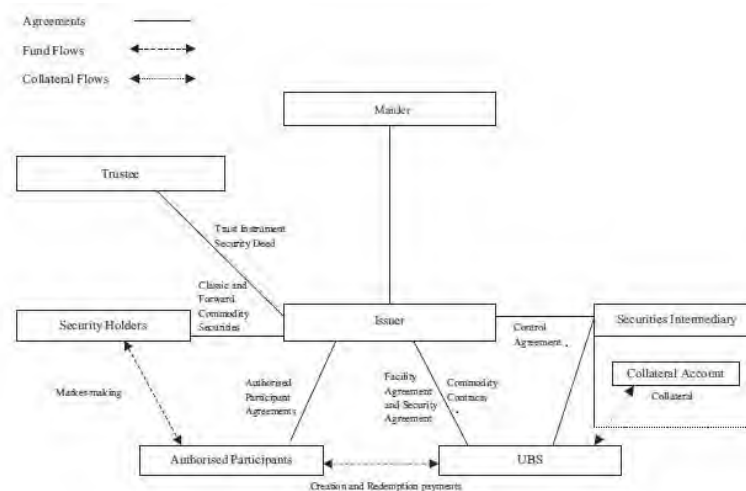 Agreements
Fund Flows
Collateral Flows
Trustee
Trust Instrument
Security Deed
Classic and
Forward
Commodity
Securities
Security Holders
Issuer
Control
Agreement
Securities Intermediary
Collateral Account
Collateral
Market-making
Authorised
Participant
Agreements
Facility
Agreement
and Security
Agreement
Commodity
Contracts
Authorised Participants
UBS
Creation and Redemption payments